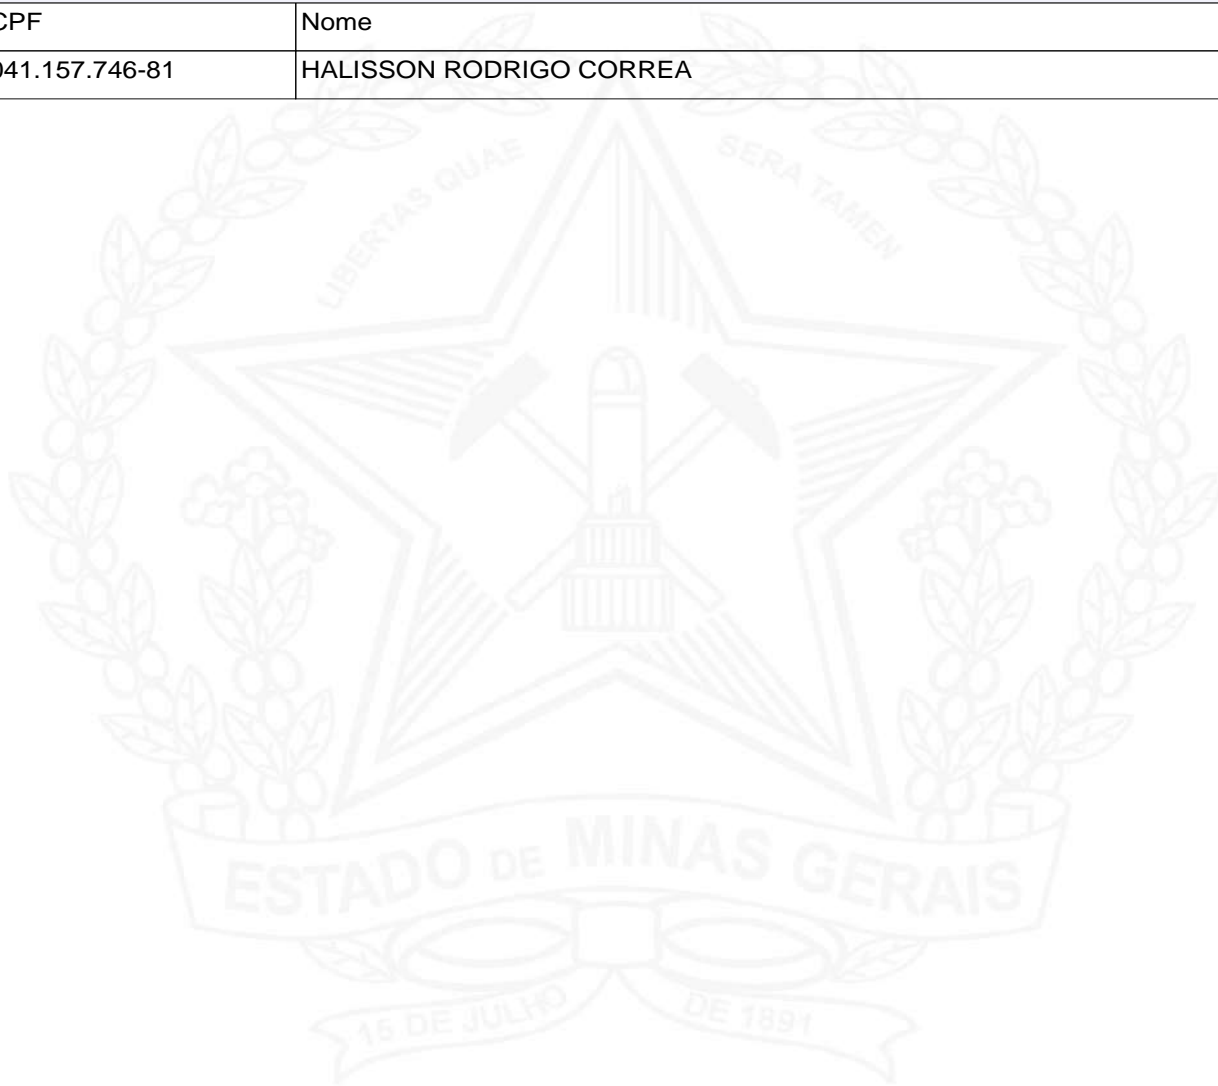 CPF Nome
041.157.746-81 HALISSON RODRIGO CORREA
LIBERTAS QUAE SERA TAMEN
ESTADO DE MINAS GERAIS
15 DE JULHO DE 1891